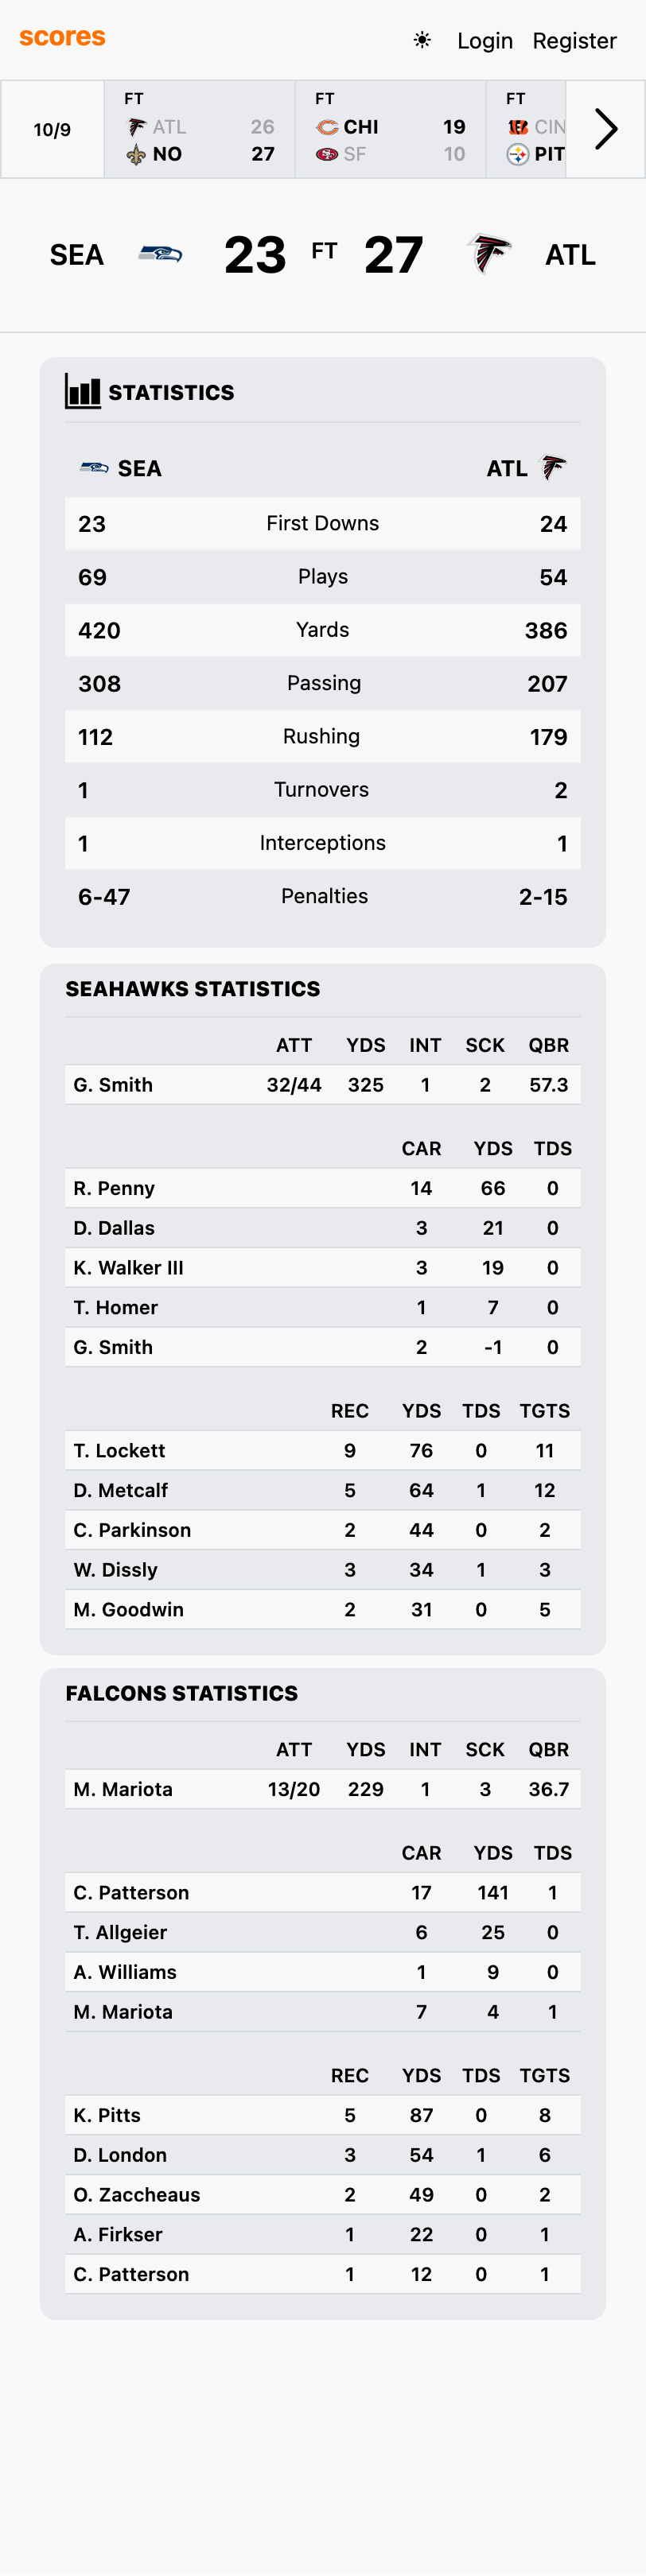 scores
Login Register
10/9
FT
ATL 26
NO 27
FT
CHI 19
SF 10
FT
CIN
PIT
SEA 23 FT 27 ATL
STATISTICS
SEA ATL
23 First Downs 24
69 Plays 54
420 Yards 386
308 Passing 207
112 Rushing 179
1 Turnovers 2
1 Interceptions 1
6-47 Penalties 2-15
SEAHAWKS STATISTICS
ATT YDS INT SCK QBR
G. Smith 32/44 325 1 2 57.3
CAR YDS TDS
R. Penny 14 66 0
D. Dallas 3 21 0
K. Walker III 3 19 0
T. Homer 1 7 0
G. Smith 2 -1 0
REC YDS TDS TGTS
T. Lockett 9 76 0 11
D. Metcalf 5 64 1 12
C. Parkinson 2 44 0 2
W. Dissly 3 34 1 3
M. Goodwin 2 31 0 5
FALCONS STATISTICS
ATT YDS INT SCK QBR
M. Mariota 13/20 229 1 3 36.7
CAR YDS TDS
C. Patterson 17 141 1
T. Allgeier 6 25 0
A. Williams 1 9 0
M. Mariota 7 4 1
REC YDS TDS TGTS
K. Pitts 5 87 0 8
D. London 3 54 1 6
O. Zaccheaus 2 49 0 2
A. Firkser 1 22 0 1
C. Patterson 1 12 0 1